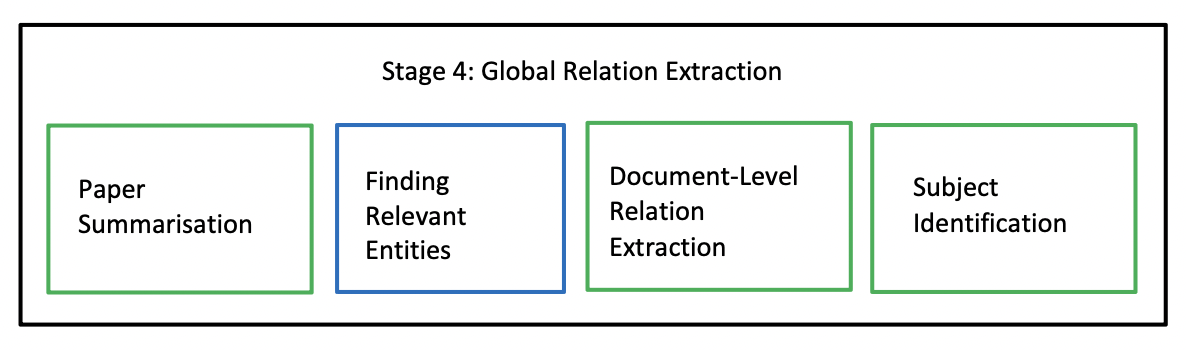 Stage 4: Global Relation Extraction
Paper
Summarisation
Finding
Relevant
Entities
Document-Level
Relation
Extraction
Subject
Identification